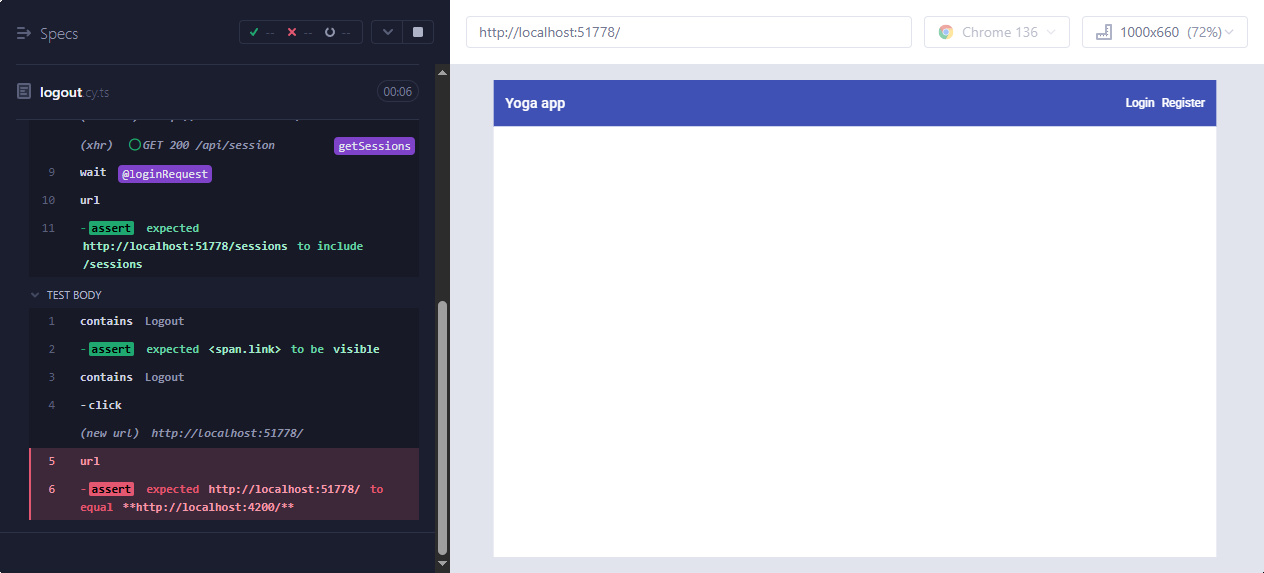 Specs
-- -- --
logout.cy.ts 00:06
(xhr) GET 200 /api/session getSessions
9 wait @loginRequest
10 url
11 -assert expected
http://localhost:51778/sessions to include
/sessions
TEST BODY
1 contains Logout
2 -assert expected <span.link> to be visible
3 contains Logout
4 -click
(new url) http://localhost:51778/
5 url
6 -assert expected http://localhost:51778/ to
equal **http://localhost:4200/**
http://localhost:51778/
Chrome 136
1000x660 (72%)
Yoga app
Login Register